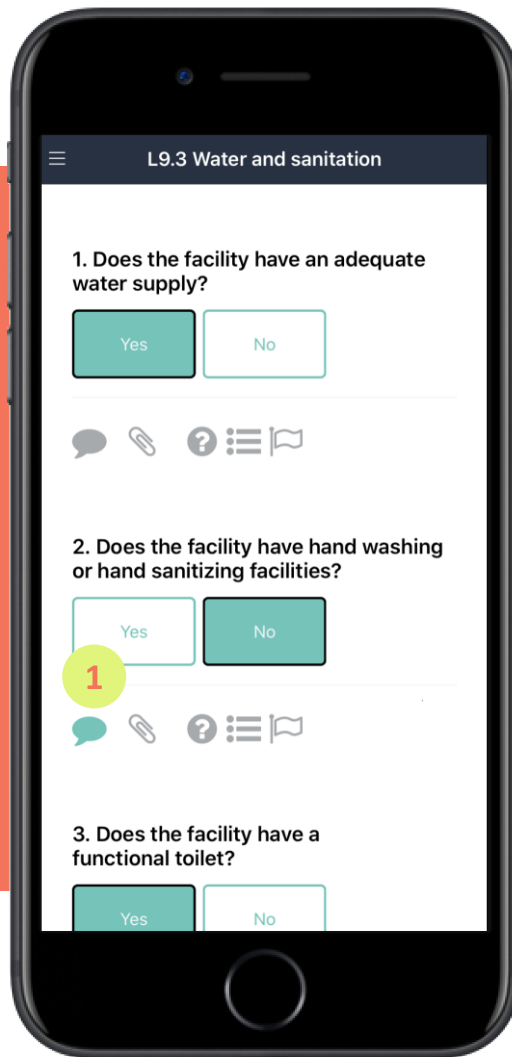 L9.3 Water and sanitation
1. Does the facility have an adequate
water supply?
Yes No
?
2. Does the facility have hand washing
or hand sanitizing facilities?
Yes No
1
?
3. Does the facility have a
functional toilet?
Yes No